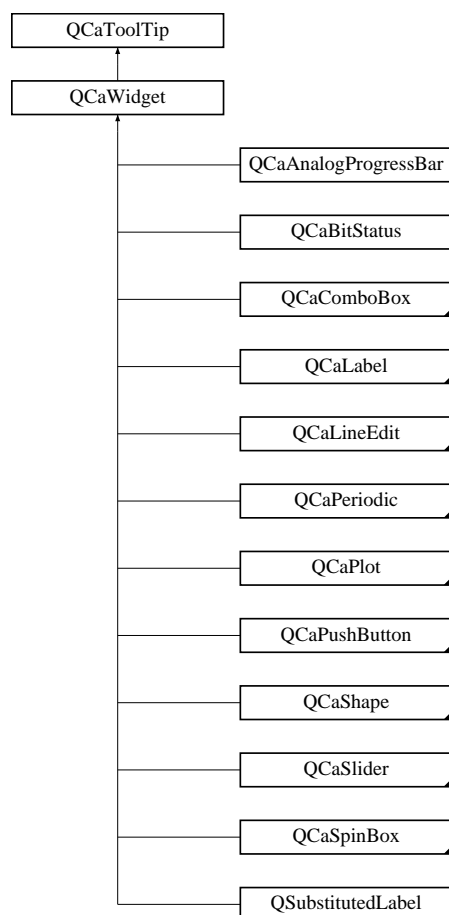 QCaToolTip
QCaWidget
QCaAnalogProgressBar
QCaBitStatus
QCaComboBox
QCaLabel
QCaLineEdit
QCaPeriodic
QCaPlot
QCaPushButton
QCaShape
QCaSlider
QCaSpinBox
QSubstitutedLabel